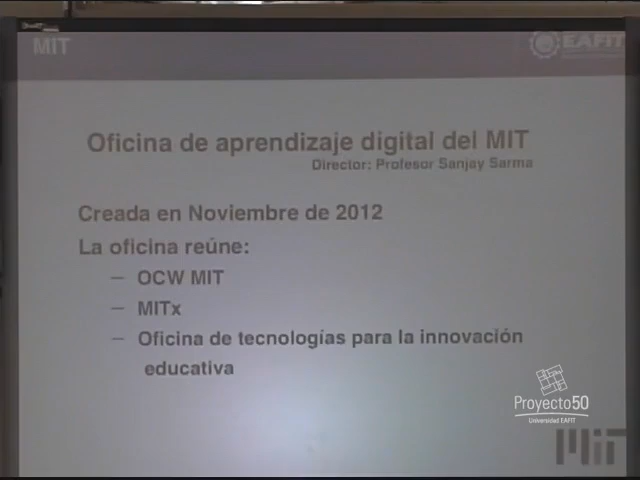 MIT
EAFIT
Oficina de aprendizaje digital del MIT
Director: Profesor Sanjay Sarma
Creada en Noviembre de 2012
La oficina reúne:
– OCW MIT
– MITx
– Oficina de tecnologías para la innovación
educativa
Proyecto50
Universidad EAFIT
MIT